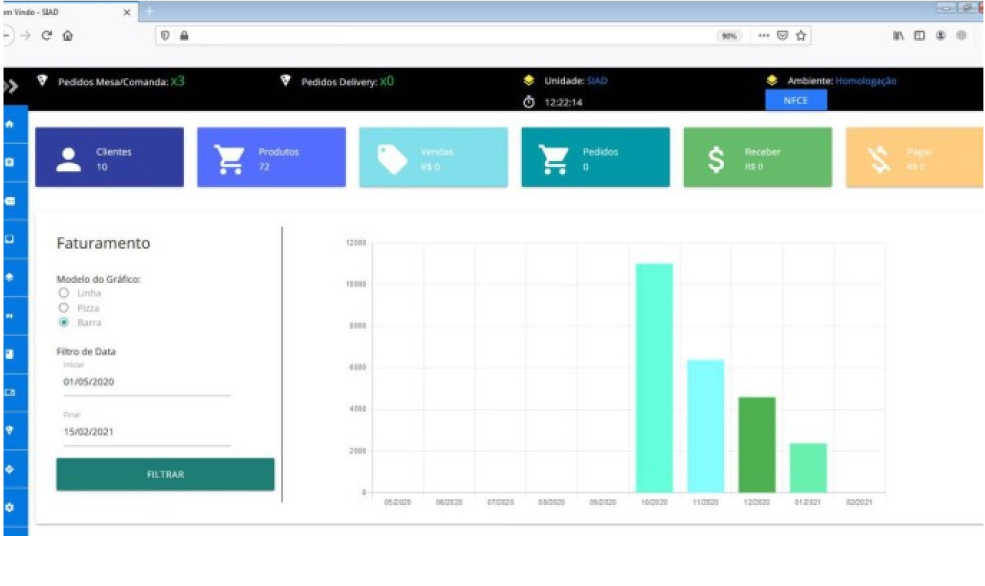 em Vindo - SIAD
90%
Pedidos Mesa/Comanda: X3
Pedidos Delivery: X0
Unidade: SIAD
Ambiente: Homologação
12:22:14
NFCE
Clientes
10
Produtos
72
Vendas
R$ 0
Pedidos
0
Receber
R$ 0
Pagar
R$ 0
Faturamento
Modelo do Gráfico:
Linha
Pizza
Barra
Filtro de Data
Inicial
01/05/2020
Final
15/02/2021
FILTRAR
12000
10000
8000
6000
4000
2000
0
05/2020 06/2020 07/2020 08/2020 09/2020 10/2020 11/2020 12/2020 01/2021 02/2021